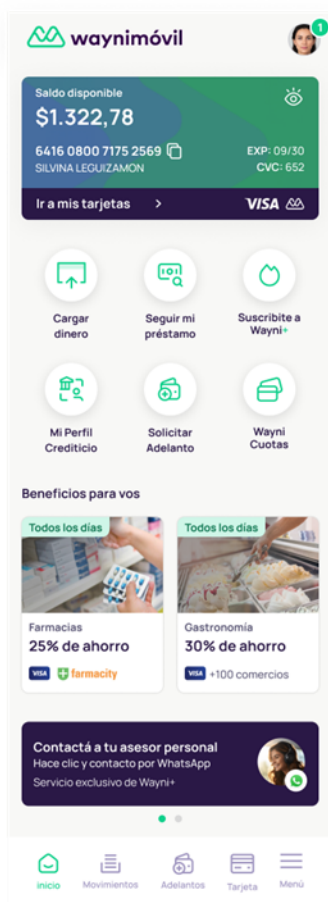 waynimóvil
1
Saldo disponible
$1.322,78
6416 0800 7175 2569
EXP: 09/30
SILVINA LEGUIZAMON
CVC: 652
Ir a mis tarjetas >
VISA
Cargar
dinero
Seguir mi
préstamo
Suscribite a
Wayni+
Mi Perfil
Crediticio
Solicitar
Adelanto
Wayni
Cuotas
Beneficios para vos
Todos los días
Farmacias
25% de ahorro
VISA farmacity
Todos los días
Gastronomía
30% de ahorro
VISA +100 comercios
Contactá a tu asesor personal
Hace clic y contacto por WhatsApp
Servicio exclusivo de Wayni+
inicio
Movimientos
Adelantos
Tarjeta
Menú